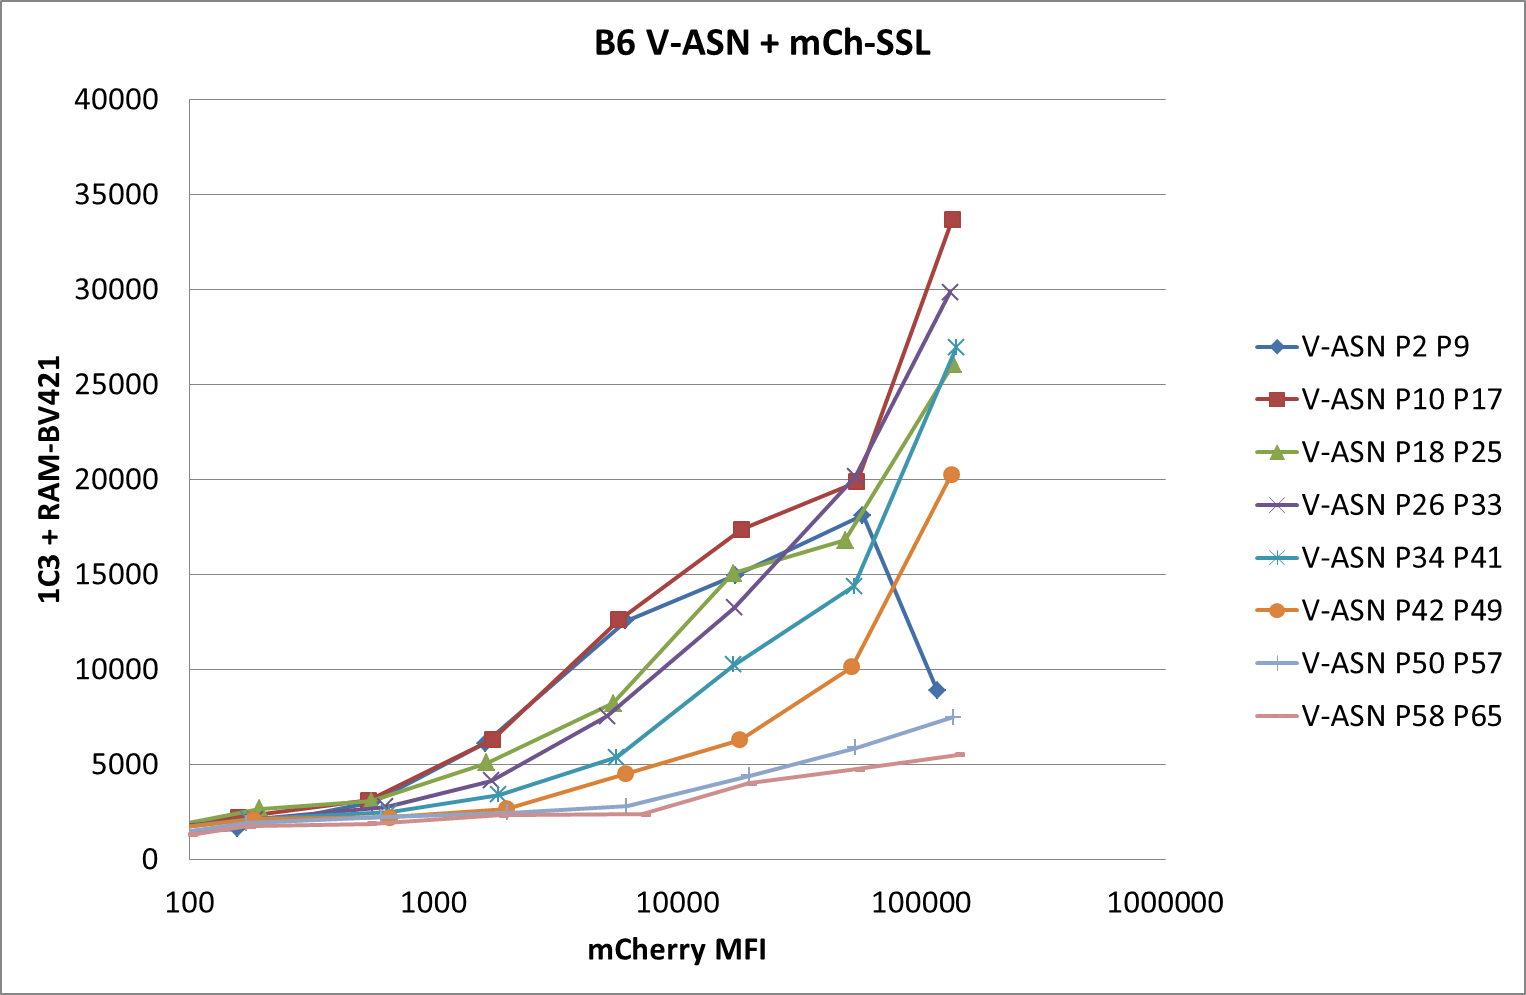 B6 V-ASN + mCh-SSL
40000
35000
30000
25000
20000
15000
10000
5000
0
1C3 + RAM-BV421
100 1000 10000 100000 1000000
mCherry MFI
V-ASN P2 P9
V-ASN P10 P17
V-ASN P18 P25
V-ASN P26 P33
V-ASN P34 P41
V-ASN P42 P49
V-ASN P50 P57
V-ASN P58 P65